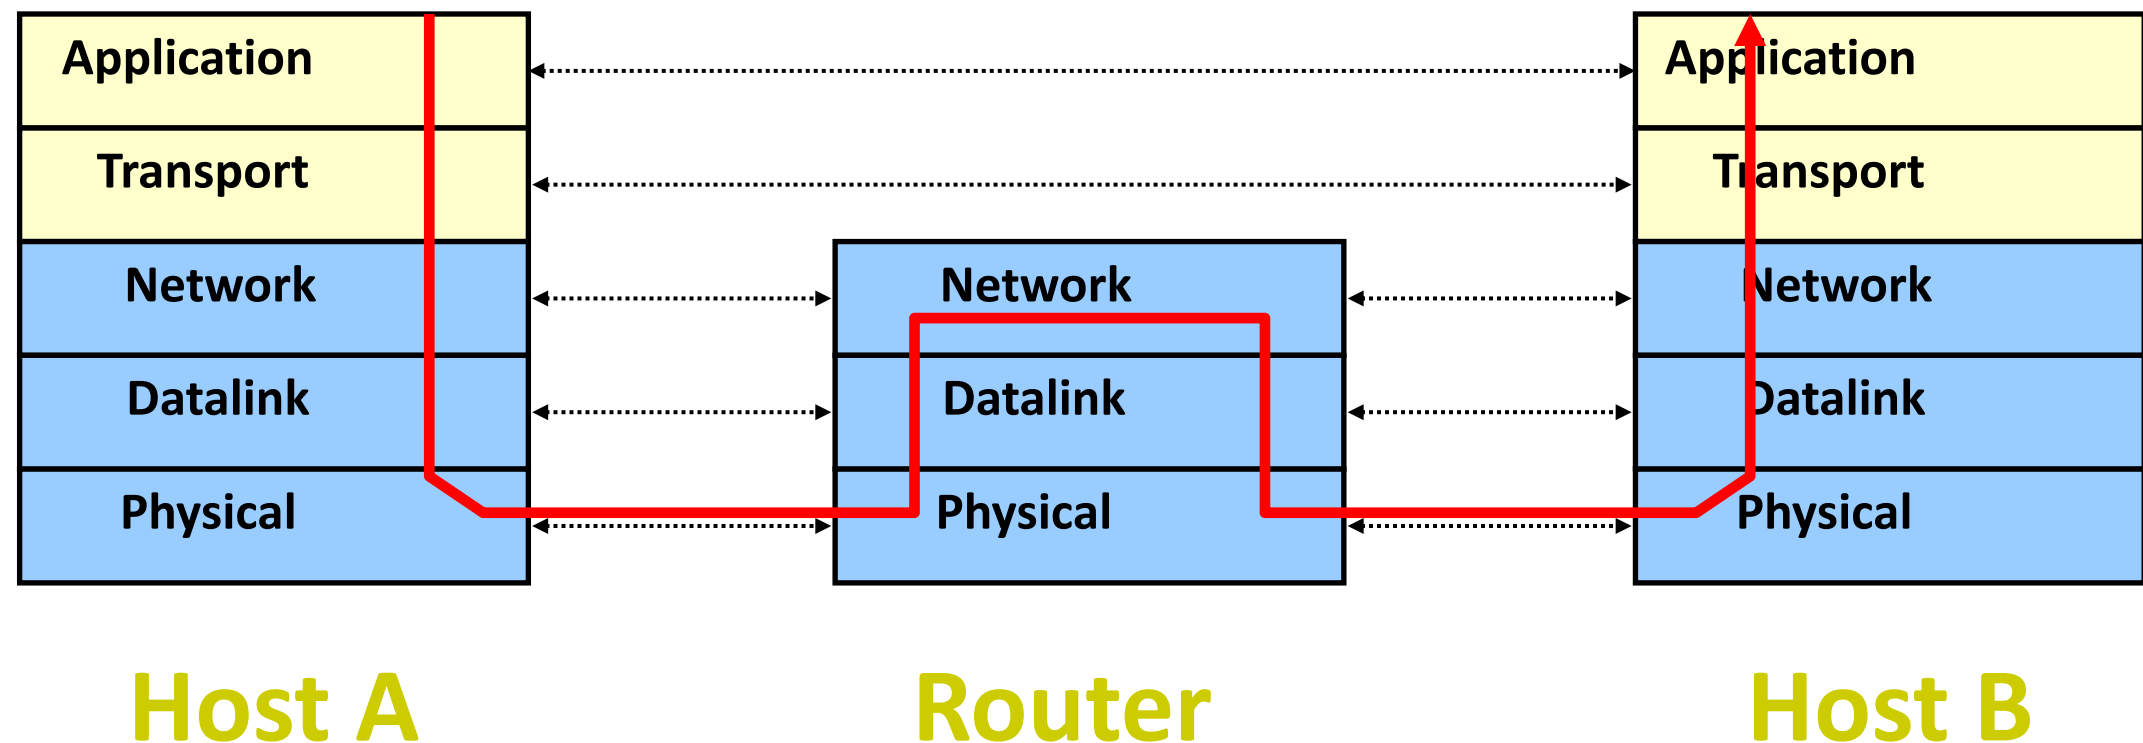 Application
Application
Transport
Transport
Network
Network
Network
Datalink
Datalink
Datalink
Physical
Physical
Physical
Host A
Router
Host B